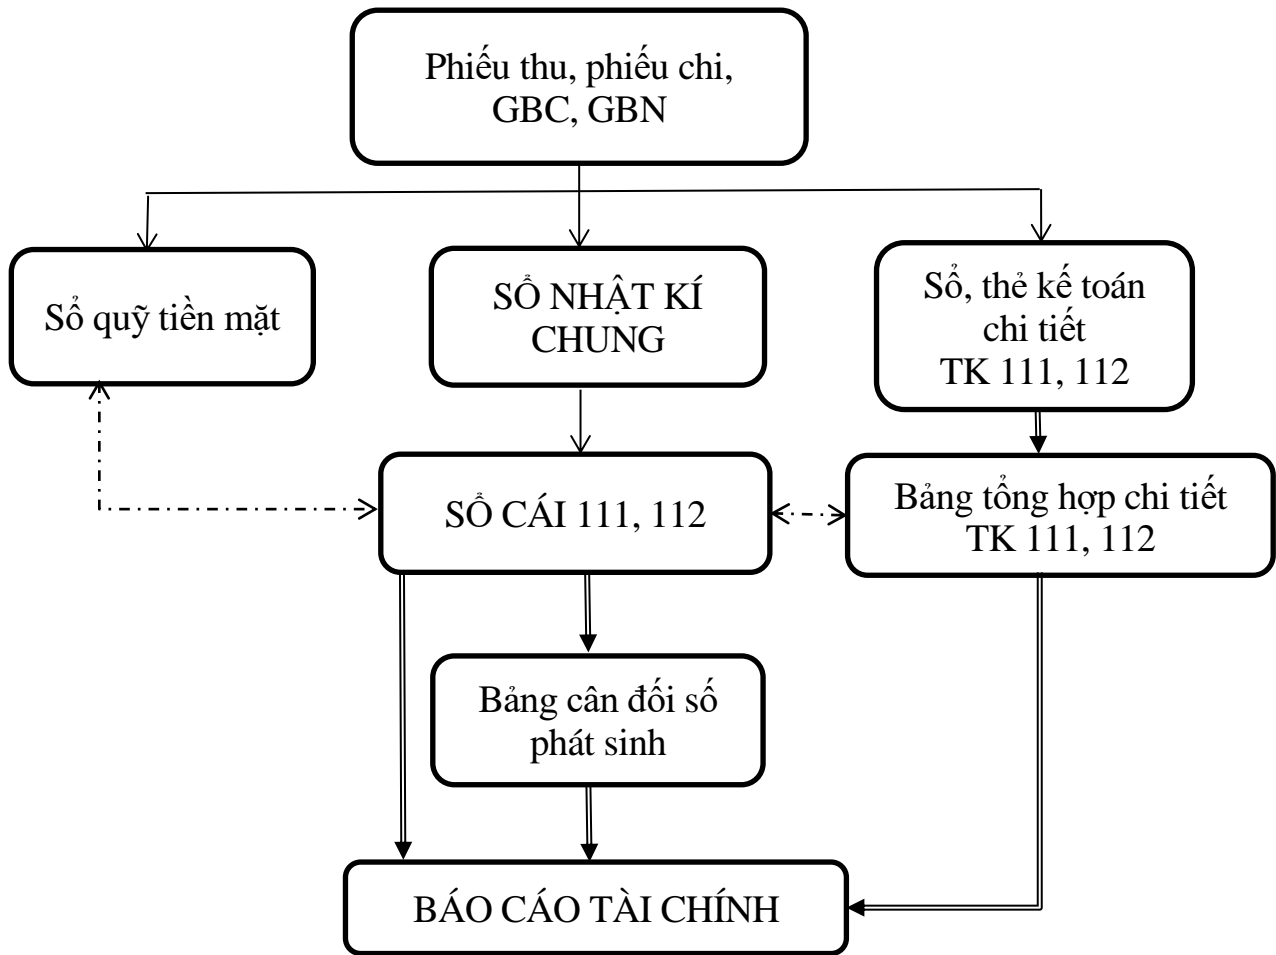 Phiếu thu, phiếu chi,
GBC, GBN
Sổ quỹ tiền mặt
SỔ NHẬT KÍ
CHUNG
Sổ, thẻ kế toán
chi tiết
TK 111, 112
SỔ CÁI 111, 112
Bảng tổng hợp chi tiết
TK 111, 112
Bảng cân đối số
phát sinh
BÁO CÁO TÀI CHÍNH